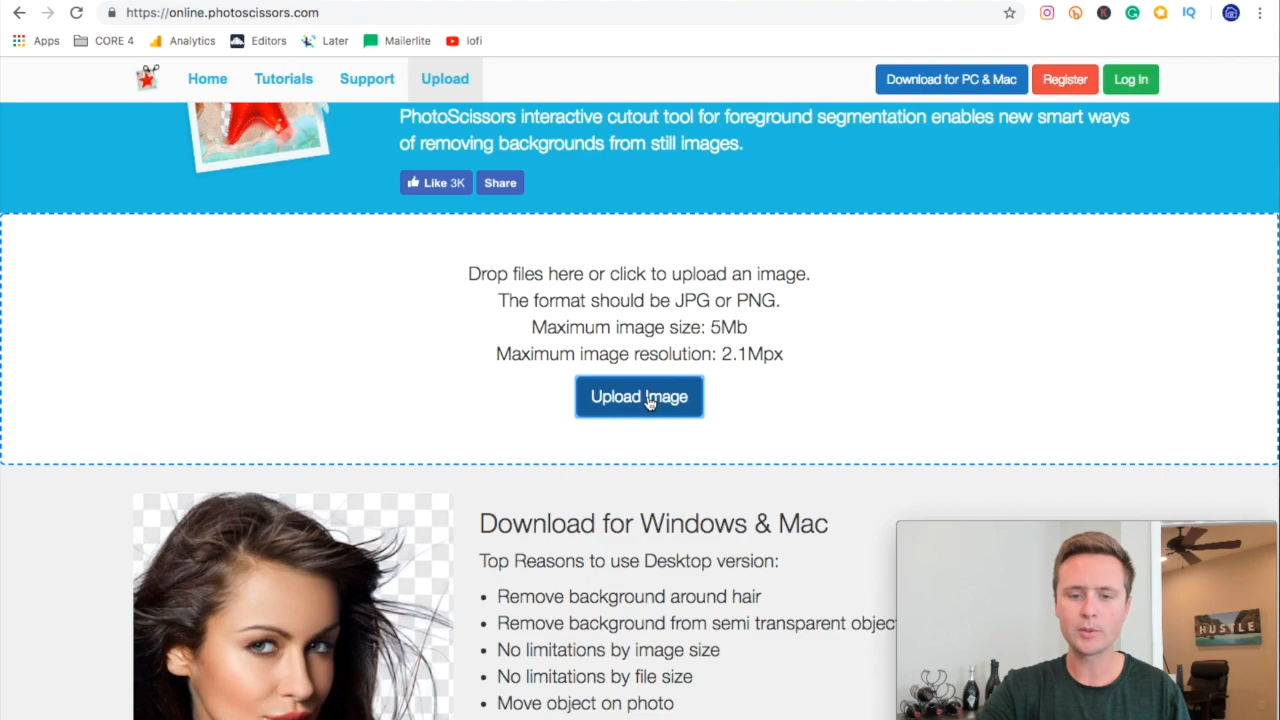 https://online.photoscissors.com
IQ
Apps
CORE 4
Analytics
Editors
Later
Mailerlite
lofi
Home
Tutorials
Support
Upload
Download for PC & Mac
Register
Log In
PhotoScissors interactive cutout tool for foreground segmentation enables new smart ways
of removing backgrounds from still images.
Like 3K
Share
Drop files here or click to upload an image.
The format should be JPG or PNG.
Maximum image size: 5Mb
Maximum image resolution: 2.1Mpx
Upload Image
Download for Windows & Mac
Top Reasons to use Desktop version:
• Remove background around hair
• Remove background from semi transparent objec
• No limitations by image size
• No limitations by file size
• Move object on photo
HUSTLE